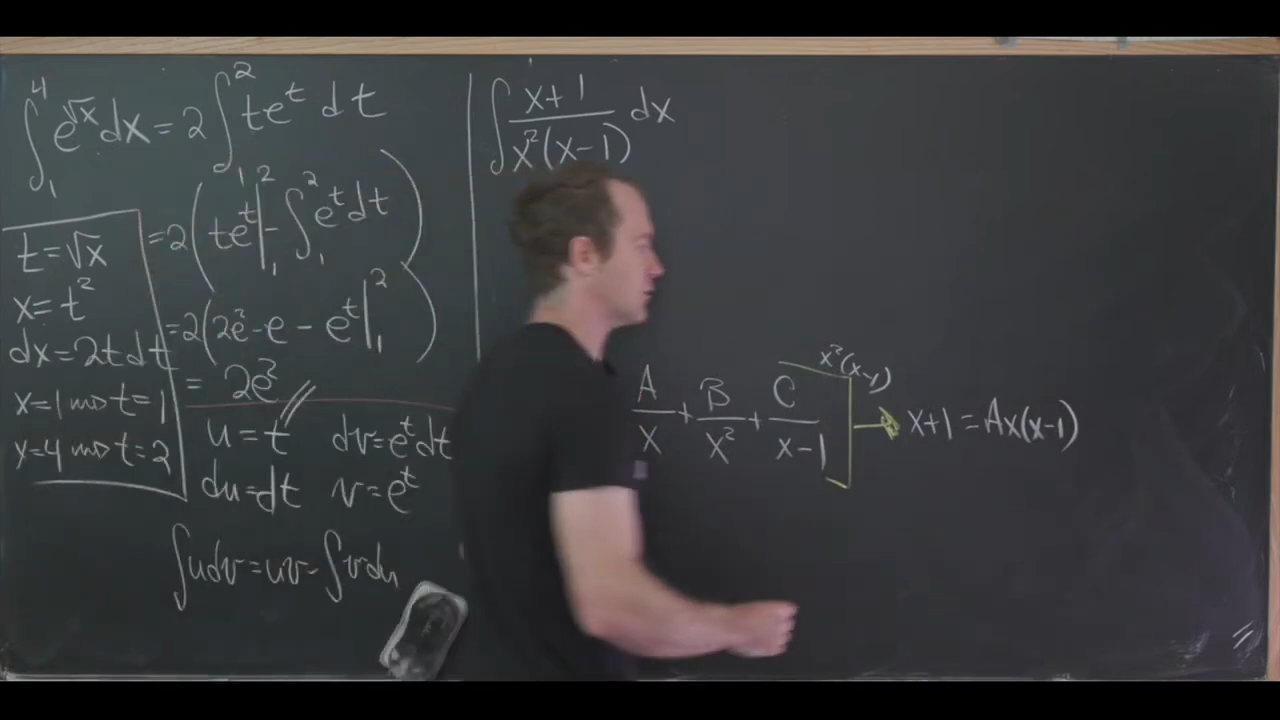 ∫₁⁴ e^√x dx = 2 ∫₁² te^t dt
= 2( te^t |₁² - ∫₁² e^t dt )
= 2( 2e² - e - e^t |₁² )
= 2e²
t = √x
x = t²
dx = 2t dt
x = 1 ⇝ t = 1
x = 4 ⇝ t = 2
u = t dv = e^t dt
du = dt v = e^t
∫ u dv = uv - ∫ v du
∫ (x+1)/(x²(x-1)) dx
A/x + B/x² + C/(x-1) ] x²(x-1) → x+1 = Ax(x-1)